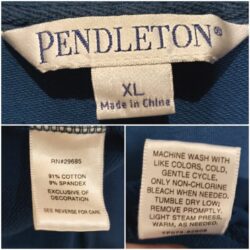 PENDLETON®
XL
Made in China
RN#29685
91% COTTON
9% SPANDEX
EXCLUSIVE OF
DECORATION
SEE REVERSE FOR CARE
MACHINE WASH WITH
LIKE COLORS, COLD,
GENTLE CYCLE.
ONLY NON-CHLORINE
BLEACH WHEN NEEDED.
TUMBLE DRY LOW;
REMOVE PROMPTLY.
LIGHT STEAM PRESS,
WARM, AS NEEDED.